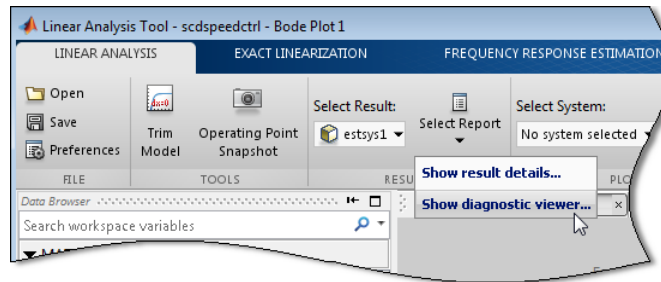 Linear Analysis Tool - scdspeedctrl - Bode Plot 1
LINEAR ANALYSIS EXACT LINEARIZATION FREQUENCY RESPONSE ESTIMATION
Open
Save
Preferences
FILE
Trim
Model
Operating Point
Snapshot
TOOLS
Select Result:
estsys1
Select Report
RESU
Select System:
No system selected
PLO
Show result details...
Show diagnostic viewer...
Data Browser
Search workspace variables